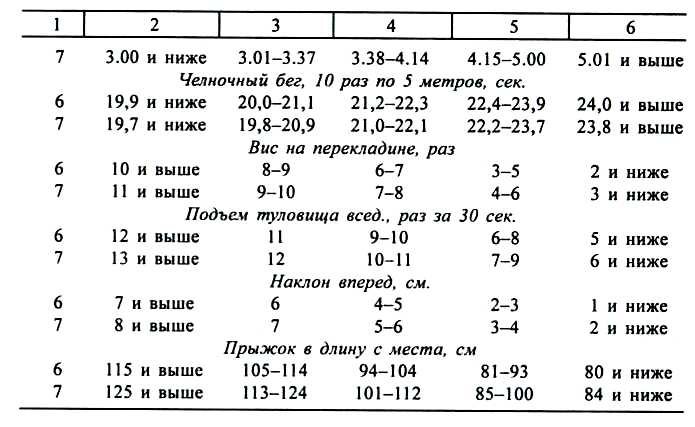 1 2 3 4 5 6
7 3.00 и ниже 3.01–3.37 3.38–4.14 4.15–5.00 5.01 и выше
Челночный бег, 10 раз по 5 метров, сек.
6 19,9 и ниже 20,0–21,1 21,2–22,3 22,4–23,9 24,0 и выше
7 19,7 и ниже 19,8–20,9 21,0–22,1 22,2–23,7 23,8 и выше
Вис на перекладине, раз
6 10 и выше 8–9 6–7 3–5 2 и ниже
7 11 и выше 9–10 7–8 4–6 3 и ниже
Подъем туловища в сед., раз за 30 сек.
6 12 и выше 11 9–10 6–8 5 и ниже
7 13 и выше 12 10–11 7–9 6 и ниже
Наклон вперед, см.
6 7 и выше 6 4–5 2–3 1 и ниже
7 8 и выше 7 5–6 3–4 2 и ниже
Прыжок в длину с места, см
6 115 и выше 105–114 94–104 81–93 80 и ниже
7 125 и выше 113–124 101–112 85–100 84 и ниже